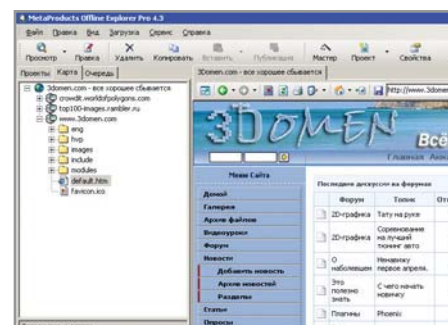 MetaProducts Offline Explorer Pro 4.3
Файл Правка Вид Загрузка Сервис Справка
Просмотр Правка Удалить Копировать Вставить Публикация Мастер Проект Свойства
Проекты Карта Очередь
3Domen.com - все хорошее сбывается
3domen.com - все хорошее сбывается
crowdit.worldofpolygons.com
top100-images.rambler.ru
www.3domen.com
eng
hvp
images
include
modules
default.htm
favicon.ico
http://www.3domen
3DOMEN
Всё
Главная
Меню Сайта
Домой
Галерея
Архив файлов
Видеоуроки
Форум
Новости
Добавить новость
Архив новостей
Разделы
Статьи
Опросы
Последние дискуссии на форумах
Форум Топик
2D-графика Тату на руке
2D-графика Соревнование на лучший тюнинг авто
О наболевшем Ненавижу первое апреля.
Это полезно знать С чего начать новичку
Плагины Phoenix